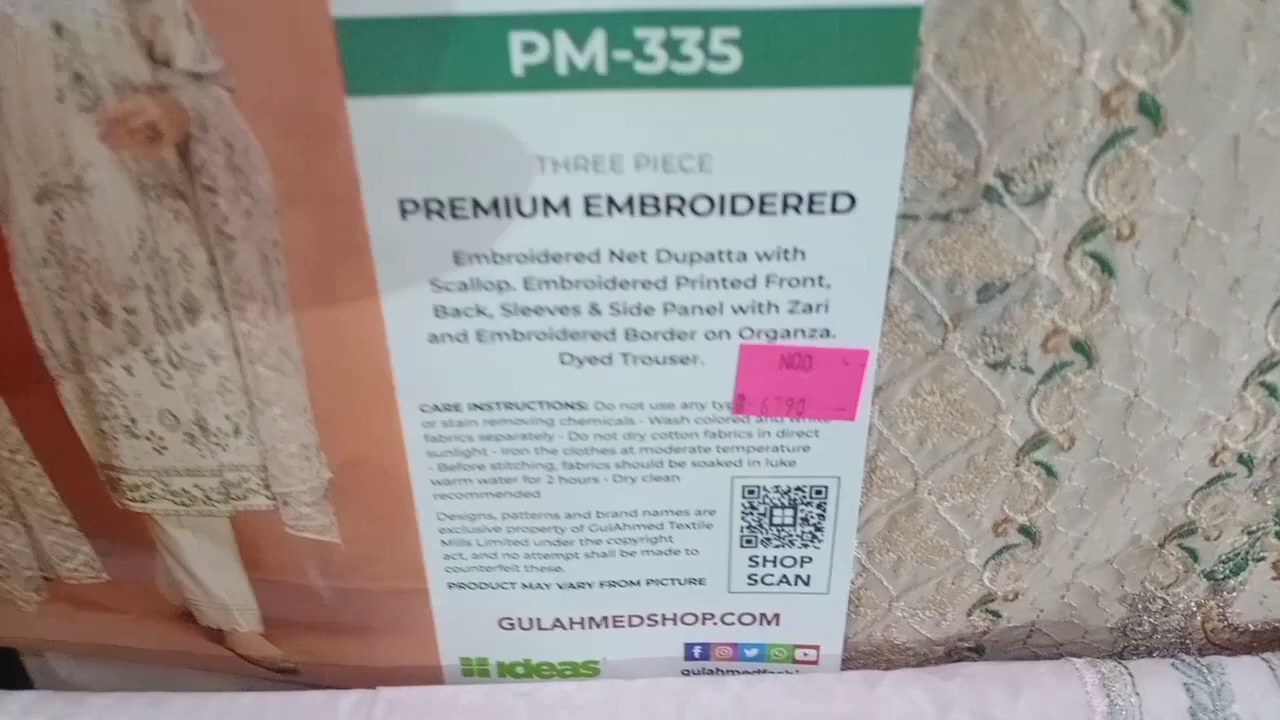 PM-335
THREE PIECE
PREMIUM EMBROIDERED
Embroidered Net Dupatta with
Scallop. Embroidered Printed Front,
Back, Sleeves & Side Panel with Zari
and Embroidered Border on Organza.
Dyed Trouser.
NOO
6790
CARE INSTRUCTIONS: Do not use any
or stain removing chemicals - Wash colored and white
fabrics separately - Do not dry cotton fabrics in direct
sunlight - Iron the clothes at moderate temperature
- Before stitching, fabrics should be soaked in luke
warm water for 2 hours - Dry clean
recommended
Designs, patterns and brand names are
exclusive property of GulAhmed Textile
Mills Limited under the copyright
act, and no attempt shall be made to
counterfeit these.
PRODUCT MAY VARY FROM PICTURE
SHOP
SCAN
GULAHMEDSHOP.COM
ideas